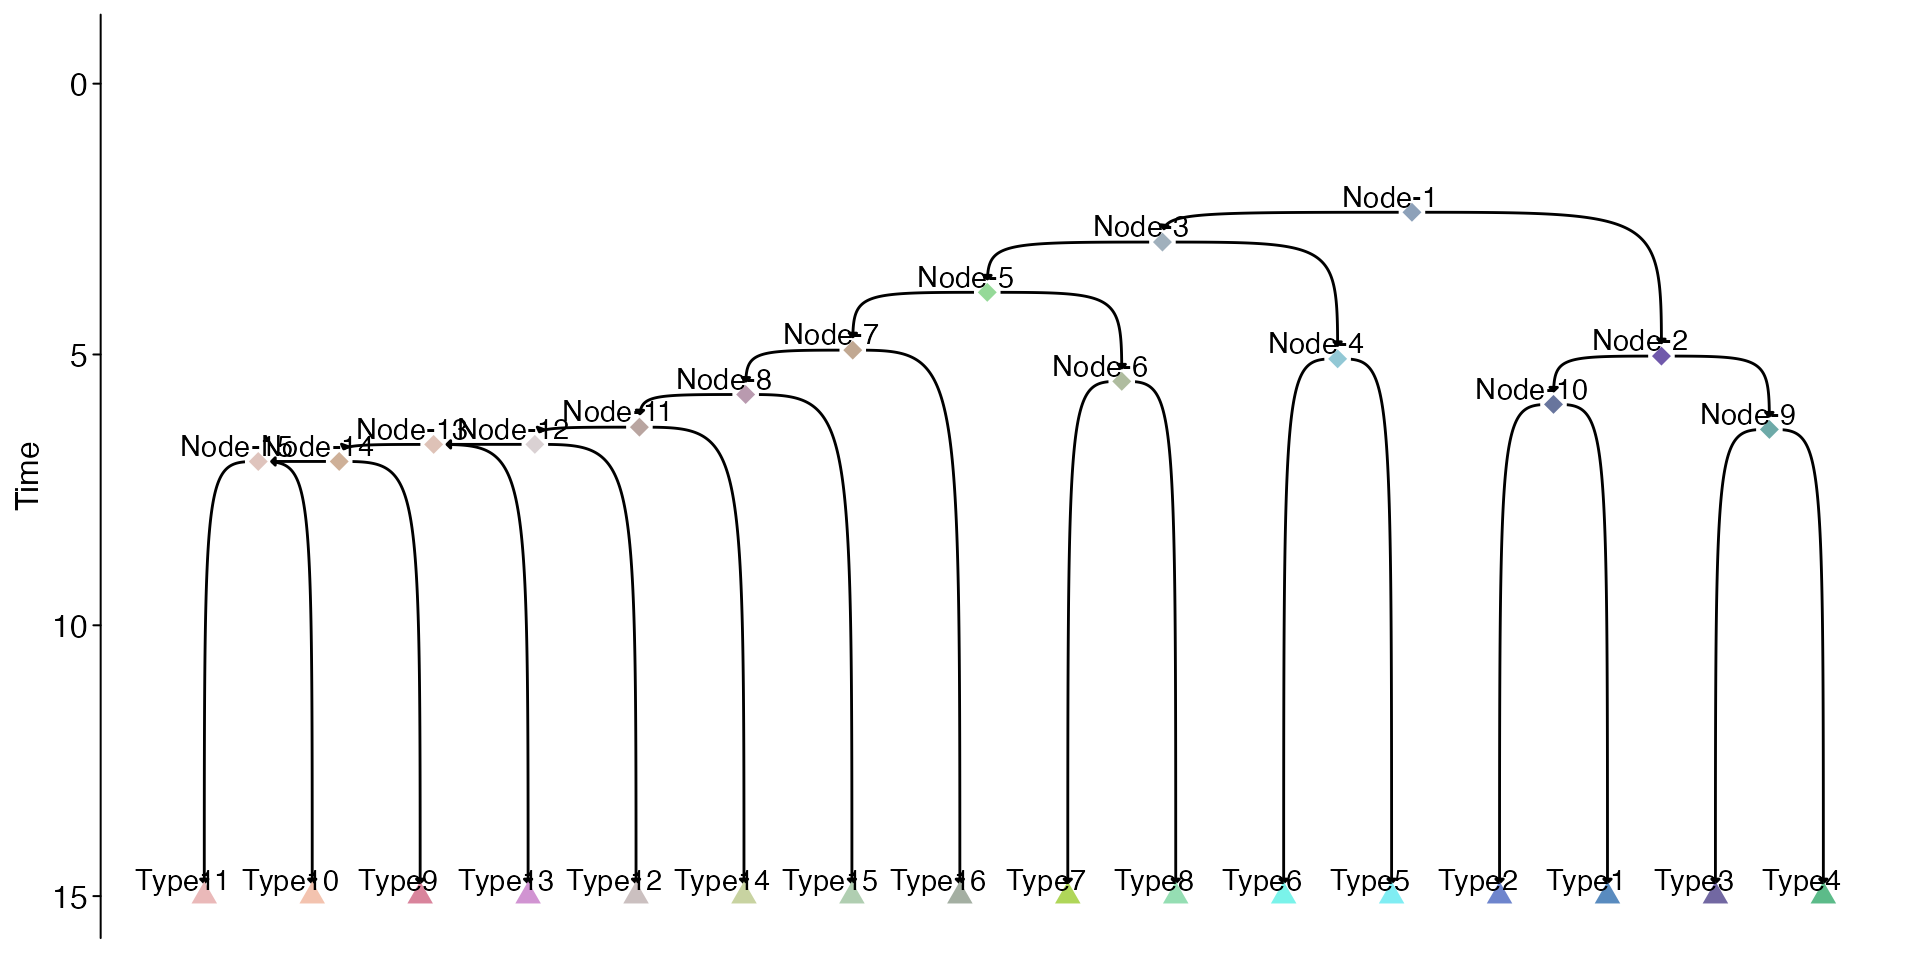 0
5
10
15
Time
Node-1
Node-3
Node-5
Node-7
Node-4
Node-2
Node-6
Node-8
Node-10
Node-11
Node-9
Node-13
Node-12
Node-15
Node-14
Type11
Type10
Type9
Type13
Type12
Type14
Type15
Type16
Type7
Type8
Type6
Type5
Type2
Type1
Type3
Type4